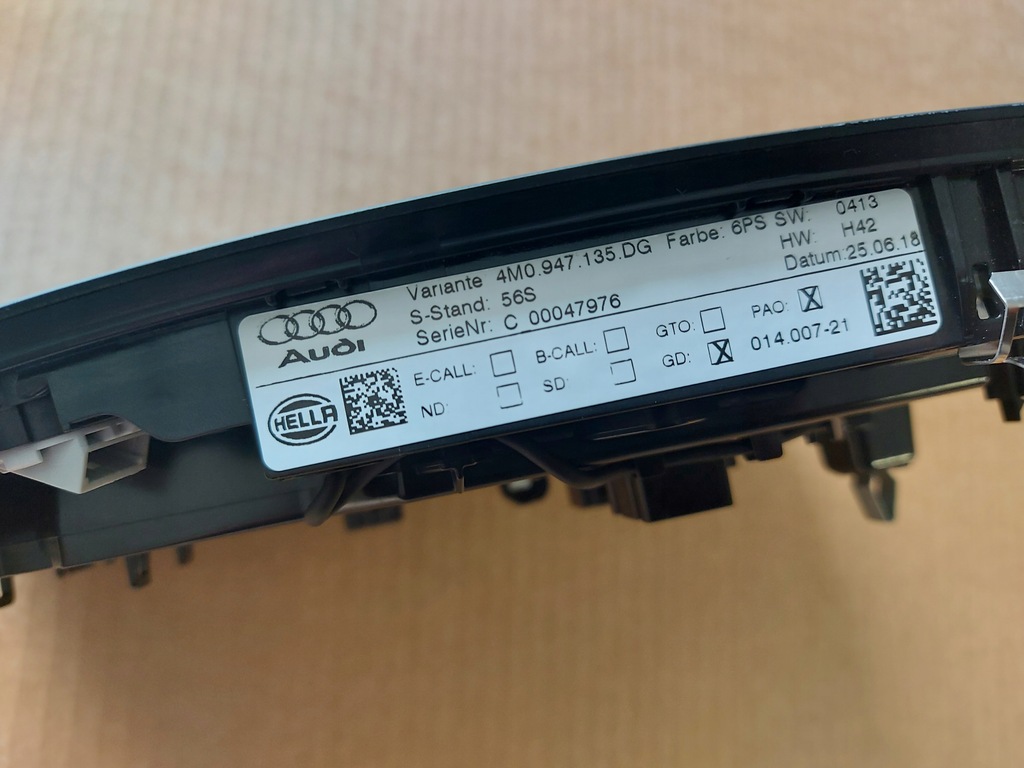 Variante 4M0.947.135.DG Farbe: 6PS SW: 0413
S-Stand: 56S HW: H42
SerieNr: C 00047976 Datum:25.06.18
Audi
E-CALL: B-CALL: GTO: PAO: X
HELLA ND: SD: GD: X 014.007-21